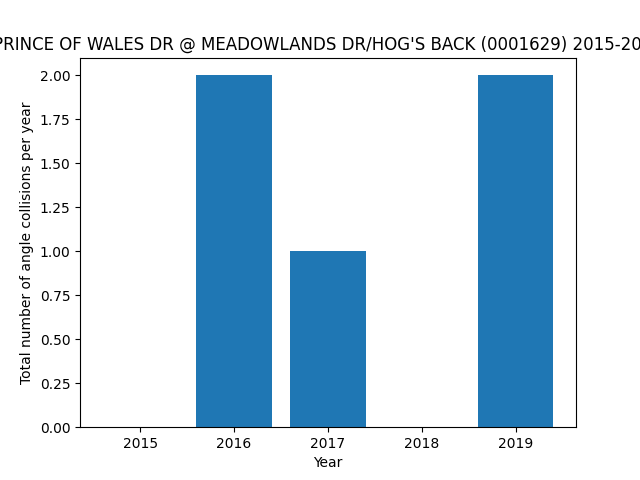 PRINCE OF WALES DR @ MEADOWLANDS DR/HOG'S BACK (0001629) 2015-20
Total number of angle collisions per year
2.00
1.75
1.50
1.25
1.00
0.75
0.50
0.25
0.00
2015 2016 2017 2018 2019
Year